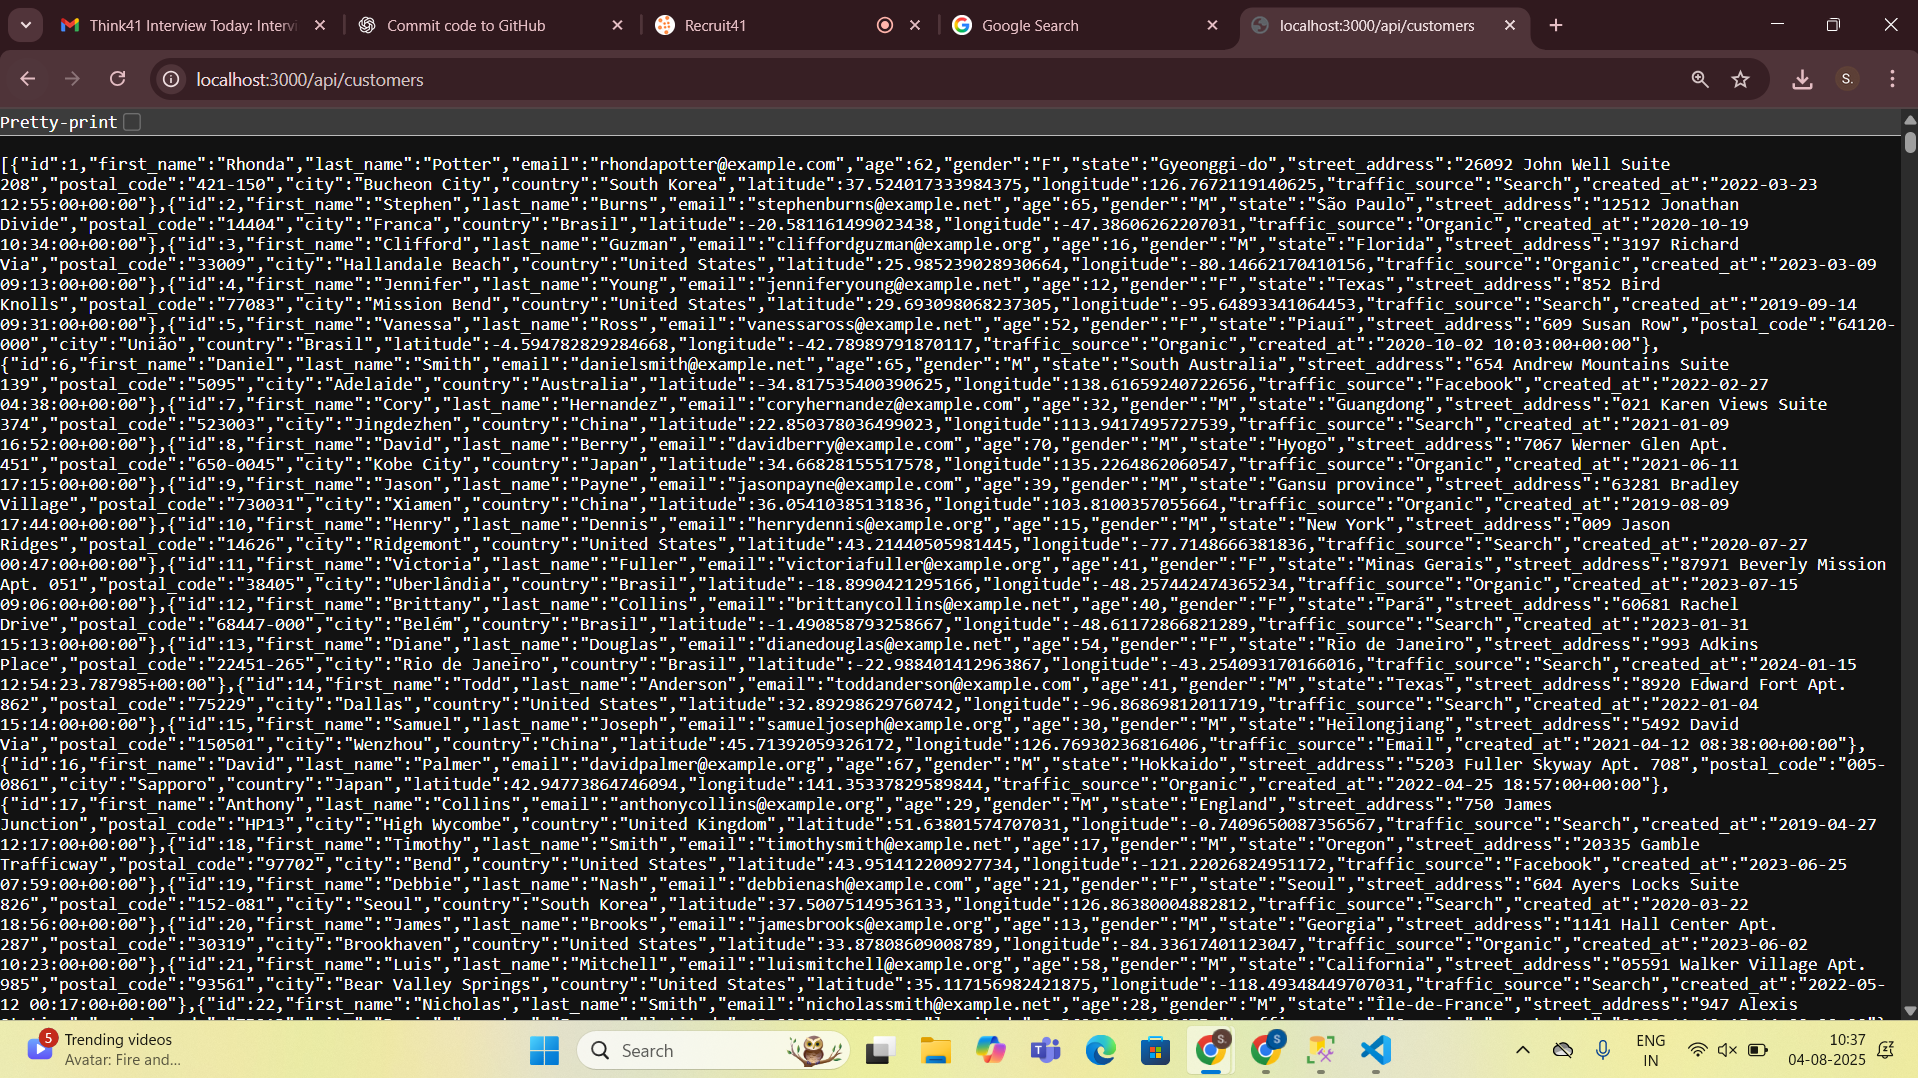 Think41 Interview Today: Intervi
Commit code to GitHub
Recruit41
Google Search
localhost:3000/api/customers
localhost:3000/api/customers
S.
Pretty-print
[{"id":1,"first_name":"Rhonda","last_name":"Potter","email":"rhondapotter@example.com","age":62,"gender":"F","state":"Gyeonggi-do","street_address":"26092 John Well Suite
208","postal_code":"421-150","city":"Bucheon City","country":"South Korea","latitude":37.524017333984375,"longitude":126.7672119140625,"traffic_source":"Search","created_at":"2022-03-23
12:55:00+00:00"},{"id":2,"first_name":"Stephen","last_name":"Burns","email":"stephenburns@example.net","age":65,"gender":"M","state":"São Paulo","street_address":"12512 Jonathan
Divide","postal_code":"14404","city":"Franca","country":"Brasil","latitude":-20.581161499023438,"longitude":-47.38606262207031,"traffic_source":"Organic","created_at":"2020-10-19
10:34:00+00:00"},{"id":3,"first_name":"Clifford","last_name":"Guzman","email":"cliffordguzman@example.org","age":16,"gender":"M","state":"Florida","street_address":"3197 Richard
Via","postal_code":"33009","city":"Hallandale Beach","country":"United States","latitude":25.985239028930664,"longitude":-80.14662170410156,"traffic_source":"Organic","created_at":"2023-03-09
09:13:00+00:00"},{"id":4,"first_name":"Jennifer","last_name":"Young","email":"jenniferyoung@example.net","age":12,"gender":"F","state":"Texas","street_address":"852 Bird
Knolls","postal_code":"77083","city":"Mission Bend","country":"United States","latitude":29.693098068237305,"longitude":-95.64893341064453,"traffic_source":"Search","created_at":"2019-09-14
09:31:00+00:00"},{"id":5,"first_name":"Vanessa","last_name":"Ross","email":"vanessaross@example.net","age":52,"gender":"F","state":"Piauí","street_address":"609 Susan Row","postal_code":"64120-
000","city":"União","country":"Brasil","latitude":-4.594782829284668,"longitude":-42.78989791870117,"traffic_source":"Organic","created_at":"2020-10-02 10:03:00+00:00"},
{"id":6,"first_name":"Daniel","last_name":"Smith","email":"danielsmith@example.net","age":65,"gender":"M","state":"South Australia","street_address":"654 Andrew Mountains Suite
139","postal_code":"5095","city":"Adelaide","country":"Australia","latitude":-34.817535400390625,"longitude":138.61659240722656,"traffic_source":"Facebook","created_at":"2022-02-27
04:38:00+00:00"},{"id":7,"first_name":"Cory","last_name":"Hernandez","email":"coryhernandez@example.com","age":32,"gender":"M","state":"Guangdong","street_address":"021 Karen Views Suite
374","postal_code":"523003","city":"Jingdezhen","country":"China","latitude":22.850378036499023,"longitude":113.9417495727539,"traffic_source":"Search","created_at":"2021-01-09
16:52:00+00:00"},{"id":8,"first_name":"David","last_name":"Berry","email":"davidberry@example.com","age":70,"gender":"M","state":"Hyogo","street_address":"7067 Werner Glen Apt.
451","postal_code":"650-0045","city":"Kobe City","country":"Japan","latitude":34.66828155517578,"longitude":135.2264862060547,"traffic_source":"Organic","created_at":"2021-06-11
17:15:00+00:00"},{"id":9,"first_name":"Jason","last_name":"Payne","email":"jasonpayne@example.com","age":39,"gender":"M","state":"Gansu province","street_address":"63281 Bradley
Village","postal_code":"730031","city":"Xiamen","country":"China","latitude":36.05410385131836,"longitude":103.8100357055664,"traffic_source":"Organic","created_at":"2019-08-09
17:44:00+00:00"},{"id":10,"first_name":"Henry","last_name":"Dennis","email":"henrydennis@example.org","age":15,"gender":"M","state":"New York","street_address":"009 Jason
Ridges","postal_code":"14626","city":"Ridgemont","country":"United States","latitude":43.21440505981445,"longitude":-77.7148666381836,"traffic_source":"Search","created_at":"2020-07-27
00:47:00+00:00"},{"id":11,"first_name":"Victoria","last_name":"Fuller","email":"victoriafuller@example.org","age":41,"gender":"F","state":"Minas Gerais","street_address":"87971 Beverly Mission
Apt. 051","postal_code":"38405","city":"Uberlândia","country":"Brasil","latitude":-18.8990421295166,"longitude":-48.257442474365234,"traffic_source":"Organic","created_at":"2023-07-15
09:06:00+00:00"},{"id":12,"first_name":"Brittany","last_name":"Collins","email":"brittanycollins@example.net","age":40,"gender":"F","state":"Pará","street_address":"60681 Rachel
Drive","postal_code":"68447-000","city":"Belém","country":"Brasil","latitude":-1.490858793258667,"longitude":-48.61172866821289,"traffic_source":"Search","created_at":"2023-01-31
15:13:00+00:00"},{"id":13,"first_name":"Diane","last_name":"Douglas","email":"dianedouglas@example.net","age":54,"gender":"F","state":"Rio de Janeiro","street_address":"993 Adkins
Place","postal_code":"22451-265","city":"Rio de Janeiro","country":"Brasil","latitude":-22.988401412963867,"longitude":-43.254093170166016,"traffic_source":"Search","created_at":"2024-01-15
12:54:23.787985+00:00"},{"id":14,"first_name":"Todd","last_name":"Anderson","email":"toddanderson@example.com","age":41,"gender":"M","state":"Texas","street_address":"8920 Edward Fort Apt.
862","postal_code":"75229","city":"Dallas","country":"United States","latitude":32.89298629760742,"longitude":-96.86869812011719,"traffic_source":"Search","created_at":"2022-01-04
15:14:00+00:00"},{"id":15,"first_name":"Samuel","last_name":"Joseph","email":"samueljoseph@example.org","age":30,"gender":"M","state":"Heilongjiang","street_address":"5492 David
Via","postal_code":"150501","city":"Wenzhou","country":"China","latitude":45.71392059326172,"longitude":126.76930236816406,"traffic_source":"Email","created_at":"2021-04-12 08:38:00+00:00"},
{"id":16,"first_name":"David","last_name":"Palmer","email":"davidpalmer@example.org","age":67,"gender":"M","state":"Hokkaido","street_address":"5203 Fuller Skyway Apt. 708","postal_code":"005-
0861","city":"Sapporo","country":"Japan","latitude":42.94773864746094,"longitude":141.35337829589844,"traffic_source":"Organic","created_at":"2022-04-25 18:57:00+00:00"},
{"id":17,"first_name":"Anthony","last_name":"Collins","email":"anthonycollins@example.org","age":29,"gender":"M","state":"England","street_address":"750 James
Junction","postal_code":"HP13","city":"High Wycombe","country":"United Kingdom","latitude":51.63801574707031,"longitude":-0.7409650087356567,"traffic_source":"Search","created_at":"2019-04-27
12:17:00+00:00"},{"id":18,"first_name":"Timothy","last_name":"Smith","email":"timothysmith@example.net","age":17,"gender":"M","state":"Oregon","street_address":"20335 Gamble
Trafficway","postal_code":"97702","city":"Bend","country":"United States","latitude":43.951412200927734,"longitude":-121.22026824951172,"traffic_source":"Facebook","created_at":"2023-06-25
07:59:00+00:00"},{"id":19,"first_name":"Debbie","last_name":"Nash","email":"debbienash@example.com","age":21,"gender":"F","state":"Seoul","street_address":"604 Ayers Locks Suite
826","postal_code":"152-081","city":"Seoul","country":"South Korea","latitude":37.50075149536133,"longitude":126.86380004882812,"traffic_source":"Search","created_at":"2020-03-22
18:56:00+00:00"},{"id":20,"first_name":"James","last_name":"Brooks","email":"jamesbrooks@example.com","age":13,"gender":"M","state":"Georgia","street_address":"1141 Hall Center Apt.
287","postal_code":"30319","city":"Brookhaven","country":"United States","latitude":33.87808609008789,"longitude":-84.33617401123047,"traffic_source":"Organic","created_at":"2023-06-02
10:23:00+00:00"},{"id":21,"first_name":"Luis","last_name":"Mitchell","email":"luismitchell@example.org","age":58,"gender":"M","state":"California","street_address":"05591 Walker Village Apt.
985","postal_code":"93561","city":"Bear Valley Springs","country":"United States","latitude":35.117156982421875,"longitude":-118.49348449707031,"traffic_source":"Search","created_at":"2022-05-
12 00:17:00+00:00"},{"id":22,"first_name":"Nicholas","last_name":"Smith","email":"nicholassmith@example.net","age":28,"gender":"M","state":"Île-de-France","street_address":"947 Alexis
5
Trending videos
Avatar: Fire and...
Search
S.
S
ENG
IN
10:37
04-08-2025